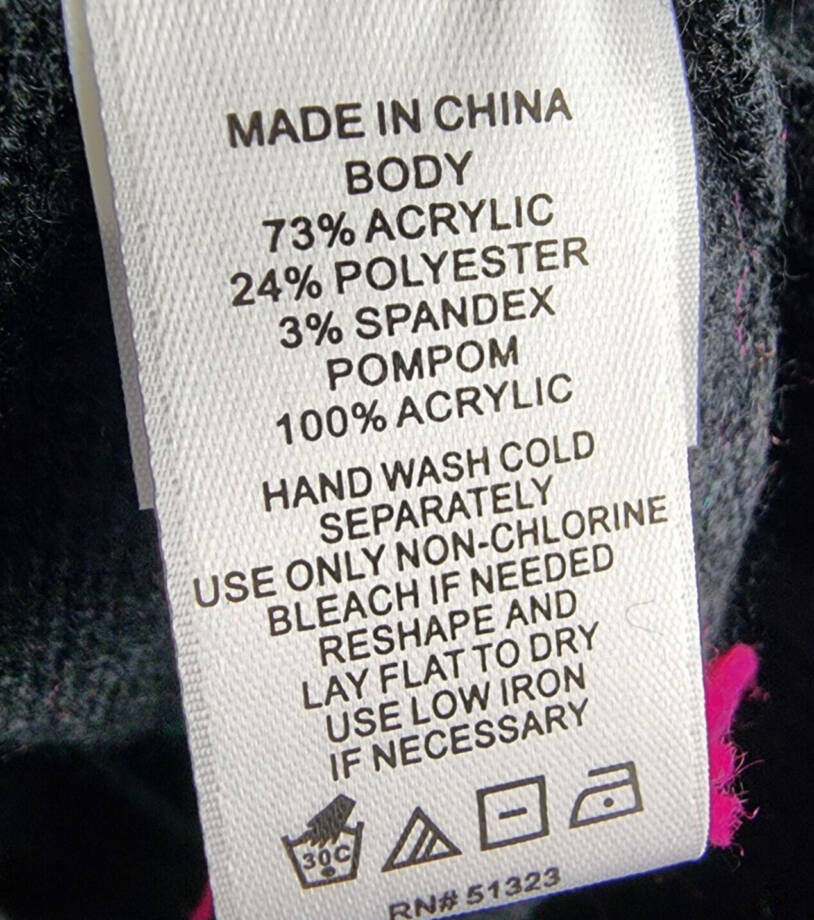 MADE IN CHINA
BODY
73% ACRYLIC
24% POLYESTER
3% SPANDEX
POMPOM
100% ACRYLIC
HAND WASH COLD
SEPARATELY
USE ONLY NON-CHLORINE
BLEACH IF NEEDED
RESHAPE AND
LAY FLAT TO DRY
USE LOW IRON
IF NECESSARY
30C
RN# 51323